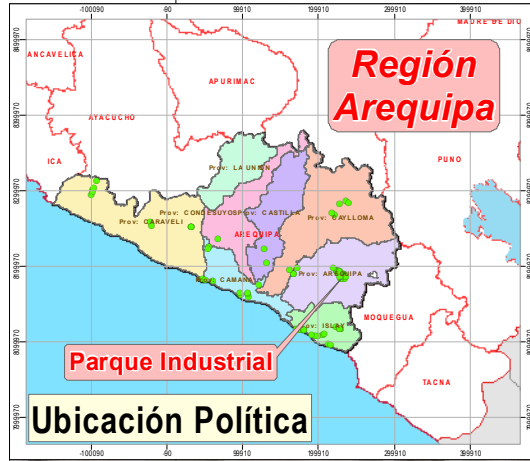 -100090 -90 99910 199910 299910 399910
MADRE DE DIO
ANCAVELICA
Región
Arequipa
APURIMAC
AYACUCHO
ICA
PUNO
Prov: LA UNION
Prov: CONDESUYOS
Prov: CASTILLA
Prov: CAYLLOMA
Prov: CARAVELI
AREQUIPA
CAMANA
Prov: AREQUIPA
Prov: ISLAY
MOQUEGUA
Parque Industrial
TACNA
Ubicación Política
-100090 -90 99910 199910 299910 399910